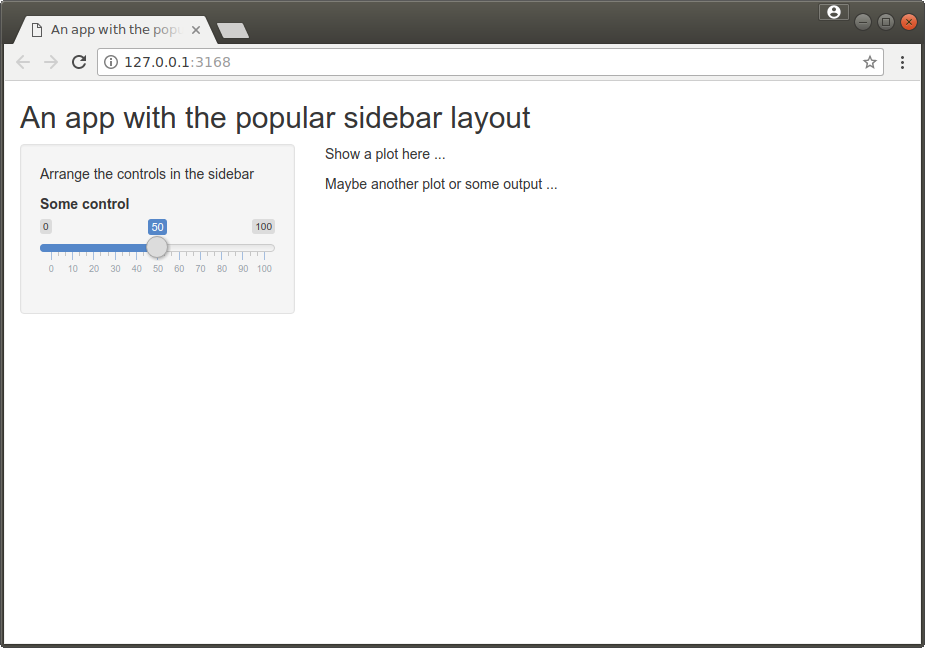 An app with the popu
127.0.0.1:3168
An app with the popular sidebar layout
Arrange the controls in the sidebar
Some control
0 50 100
0 10 20 30 40 50 60 70 80 90 100
Show a plot here ...
Maybe another plot or some output ...